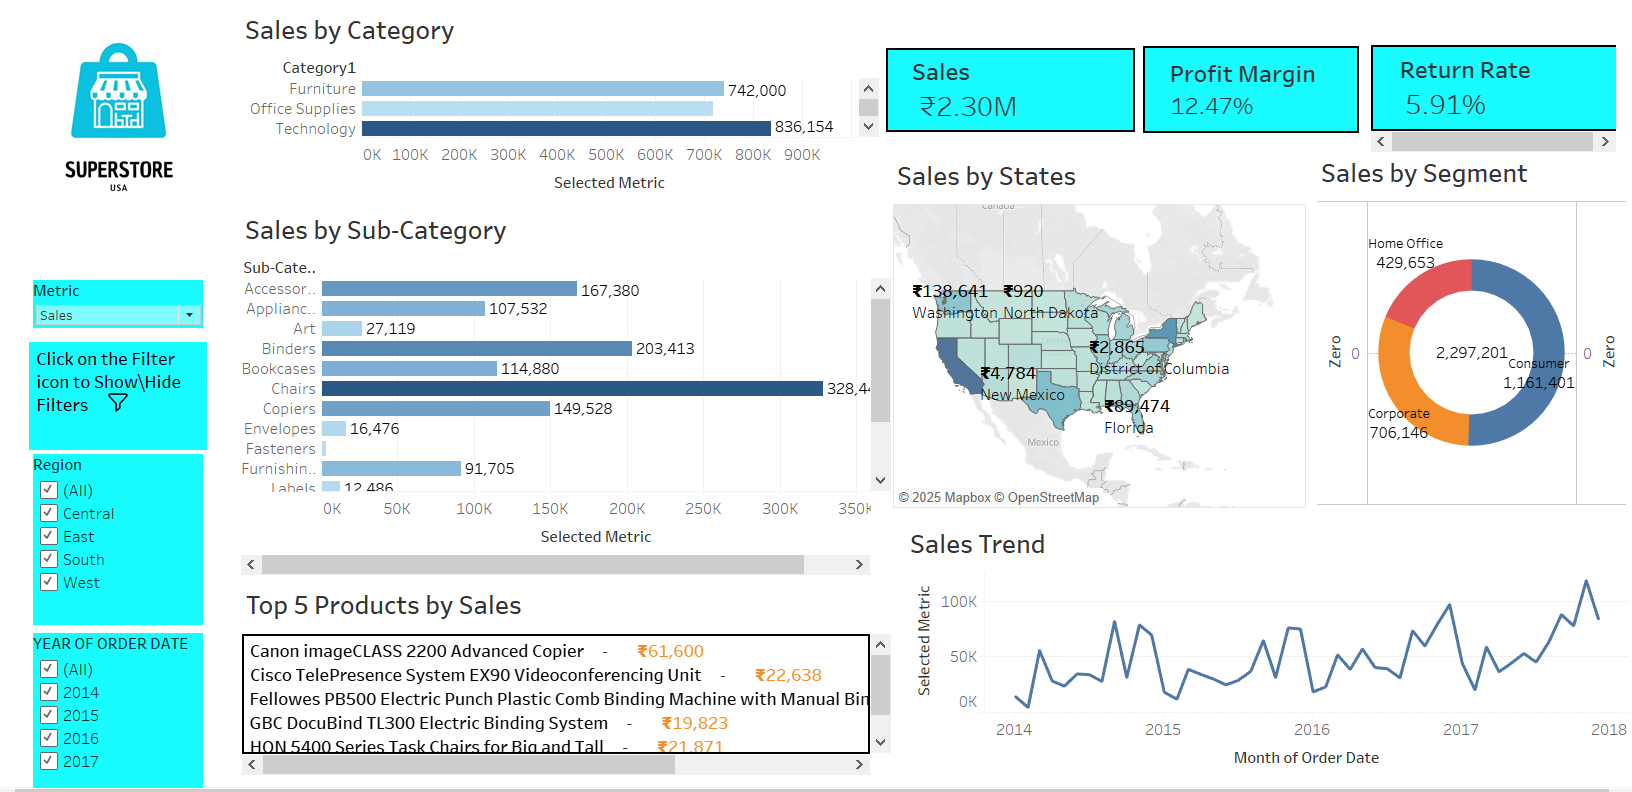 SUPERSTORE
USA
Metric
Sales
Click on the Filter
icon to Show\Hide
Filters
Region
(All)
Central
East
South
West
YEAR OF ORDER DATE
(All)
2014
2015
2016
2017
Sales by Category
Category1
Furniture 742,000
Office Supplies
Technology 836,154
0K 100K 200K 300K 400K 500K 600K 700K 800K 900K
Selected Metric
Sales by Sub-Category
Sub-Cate..
Accessor.. 167,380
Applianc.. 107,532
Art 27,119
Binders 203,413
Bookcases 114,880
Chairs 328,44
Copiers 149,528
Envelopes 16,476
Fasteners
Furnishin.. 91,705
Labels 12,486
0K 50K 100K 150K 200K 250K 300K 350K
Selected Metric
Top 5 Products by Sales
Canon imageCLASS 2200 Advanced Copier - ₹61,600
Cisco TelePresence System EX90 Videoconferencing Unit - ₹22,638
Fellowes PB500 Electric Punch Plastic Comb Binding Machine with Manual Bin
GBC DocuBind TL300 Electric Binding System - ₹19,823
HON 5400 Series Task Chairs for Big and Tall - ₹21,871
Sales
₹2.30M
Profit Margin
12.47%
Return Rate
5.91%
Sales by States
Canada
₹138,641 ₹920
Washington North Dakota
United
₹2,865
District of Columbia
₹4,784
New Mexico
₹89,474
Florida
Mexico
© 2025 Mapbox © OpenStreetMap
Sales by Segment
Home Office
429,653
Zero 0 2,297,201 0 Zero
Consumer
1,161,401
Corporate
706,146
Sales Trend
Selected Metric
100K
50K
0K
2014 2015 2016 2017 2018
Month of Order Date